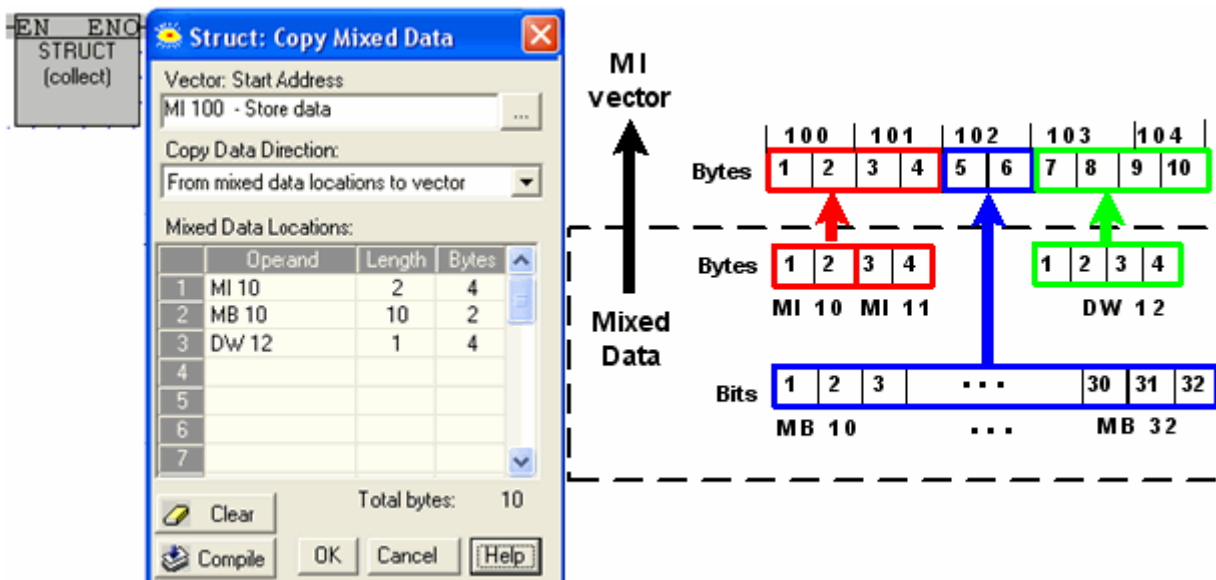 EN ENO
STRUCT
(collect)
Struct: Copy Mixed Data
Vector: Start Address
MI 100 - Store data
...
Copy Data Direction:
From mixed data locations to vector
Mixed Data Locations:
Operand Length Bytes
1 MI 10 2 4
2 MB 10 10 2
3 DW 12 1 4
4
5
6
7
Total bytes: 10
Clear
Compile OK Cancel Help
MI
vector
Mixed
Data
100 101 102 103 104
Bytes 1 2 3 4 5 6 7 8 9 10
Bytes 1 2 3 4 1 2 3 4
MI 10 MI 11 DW 12
Bits 1 2 3 ... 30 31 32
MB 10 ... MB 32